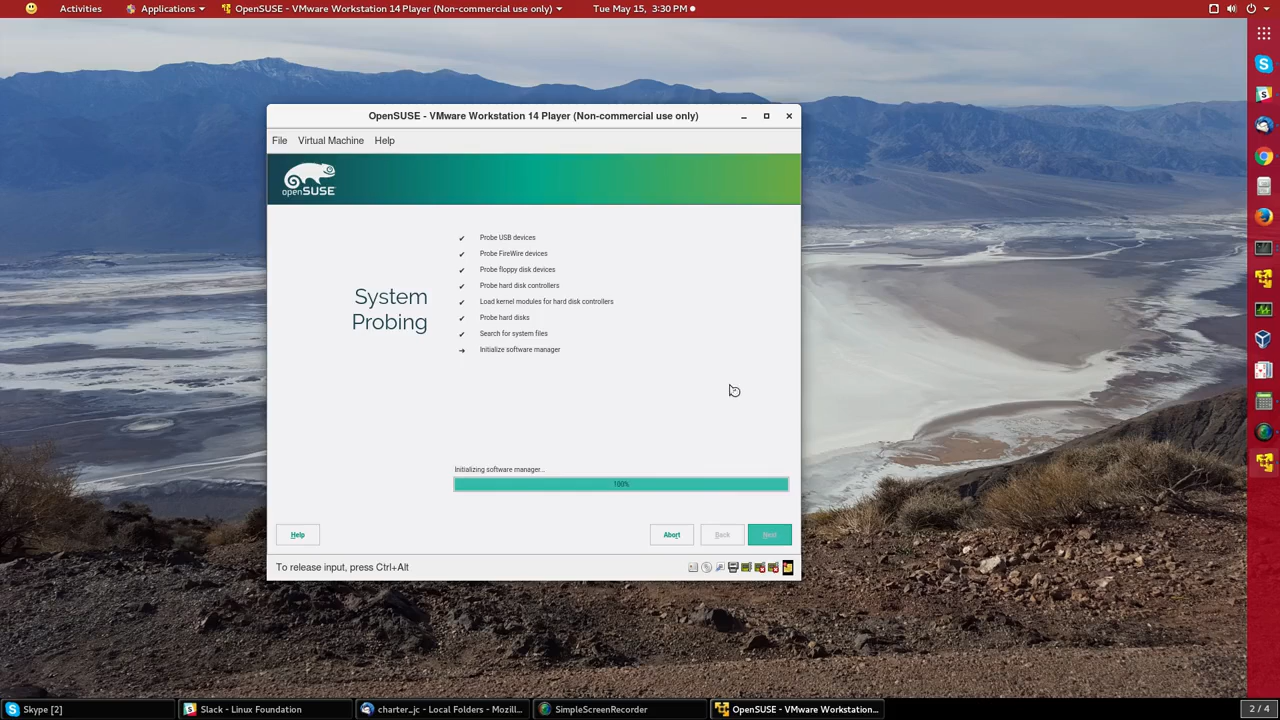 Activities Applications OpenSUSE - VMware Workstation 14 Player (Non-commercial use only) Tue May 15, 3:30 PM
OpenSUSE - VMware Workstation 14 Player (Non-commercial use only)
File Virtual Machine Help
openSUSE
System
Probing
Probe USB devices
Probe FireWire devices
Probe floppy disk devices
Probe hard disk controllers
Load kernel modules for hard disk controllers
Probe hard disks
Search for system files
Initialize software manager
Initializing software manager...
100%
Help Abort Back Next
To release input, press Ctrl+Alt
Skype [2] Slack - Linux Foundation charter_jc - Local Folders - Mozill... SimpleScreenRecorder OpenSUSE - VMware Workstation... 2 / 4